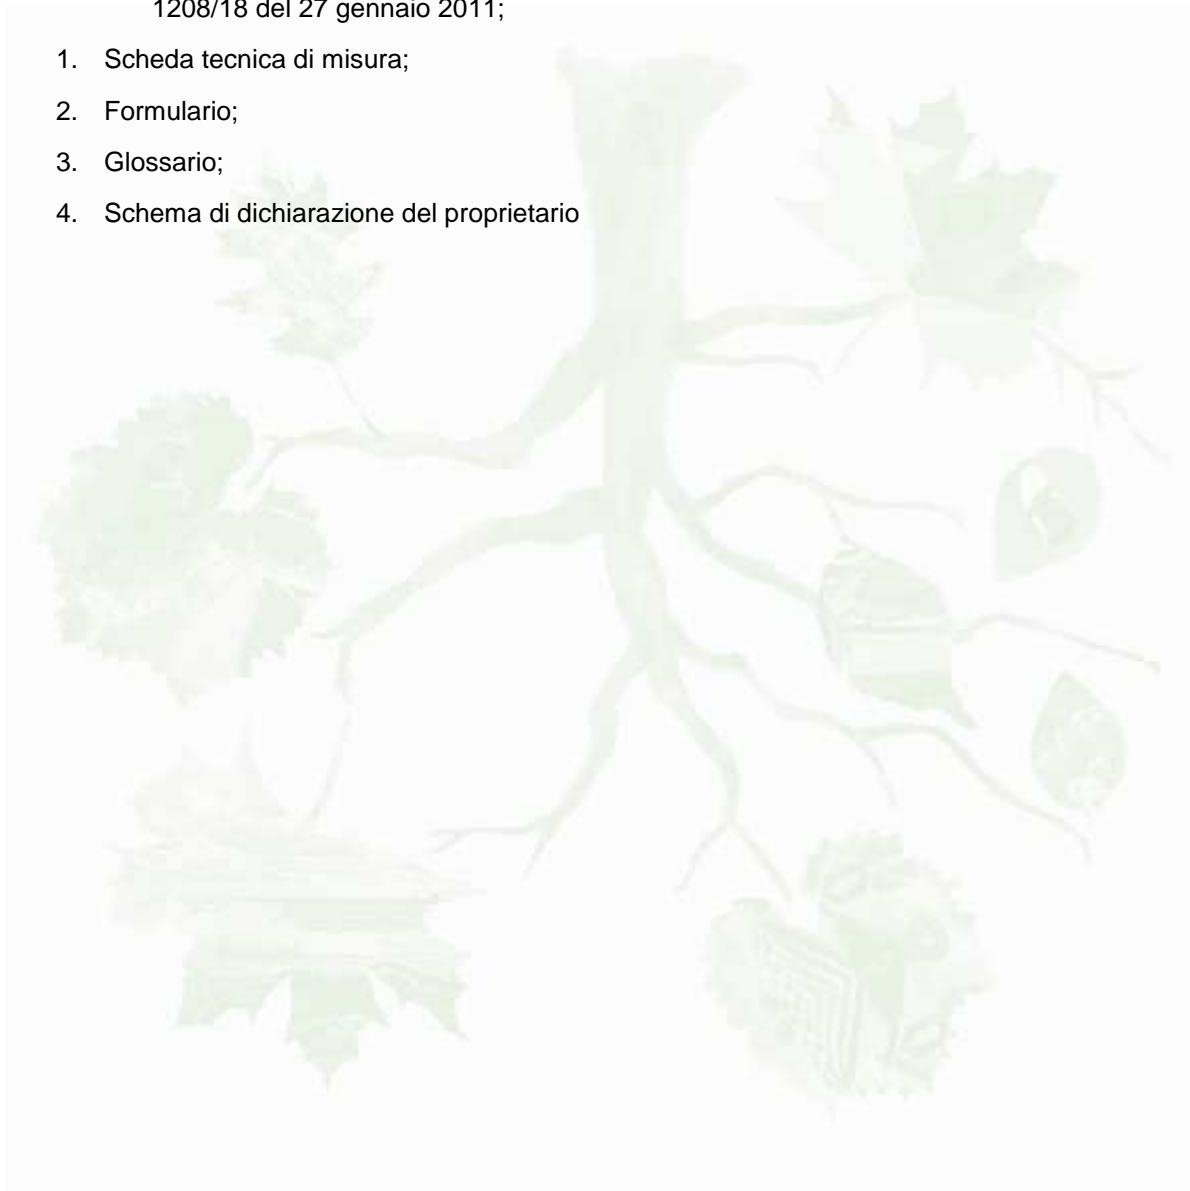 1208/18 del 27 gennaio 2011;
1. Scheda tecnica di misura;
2. Formulario;
3. Glossario;
4. Schema di dichiarazione del proprietario